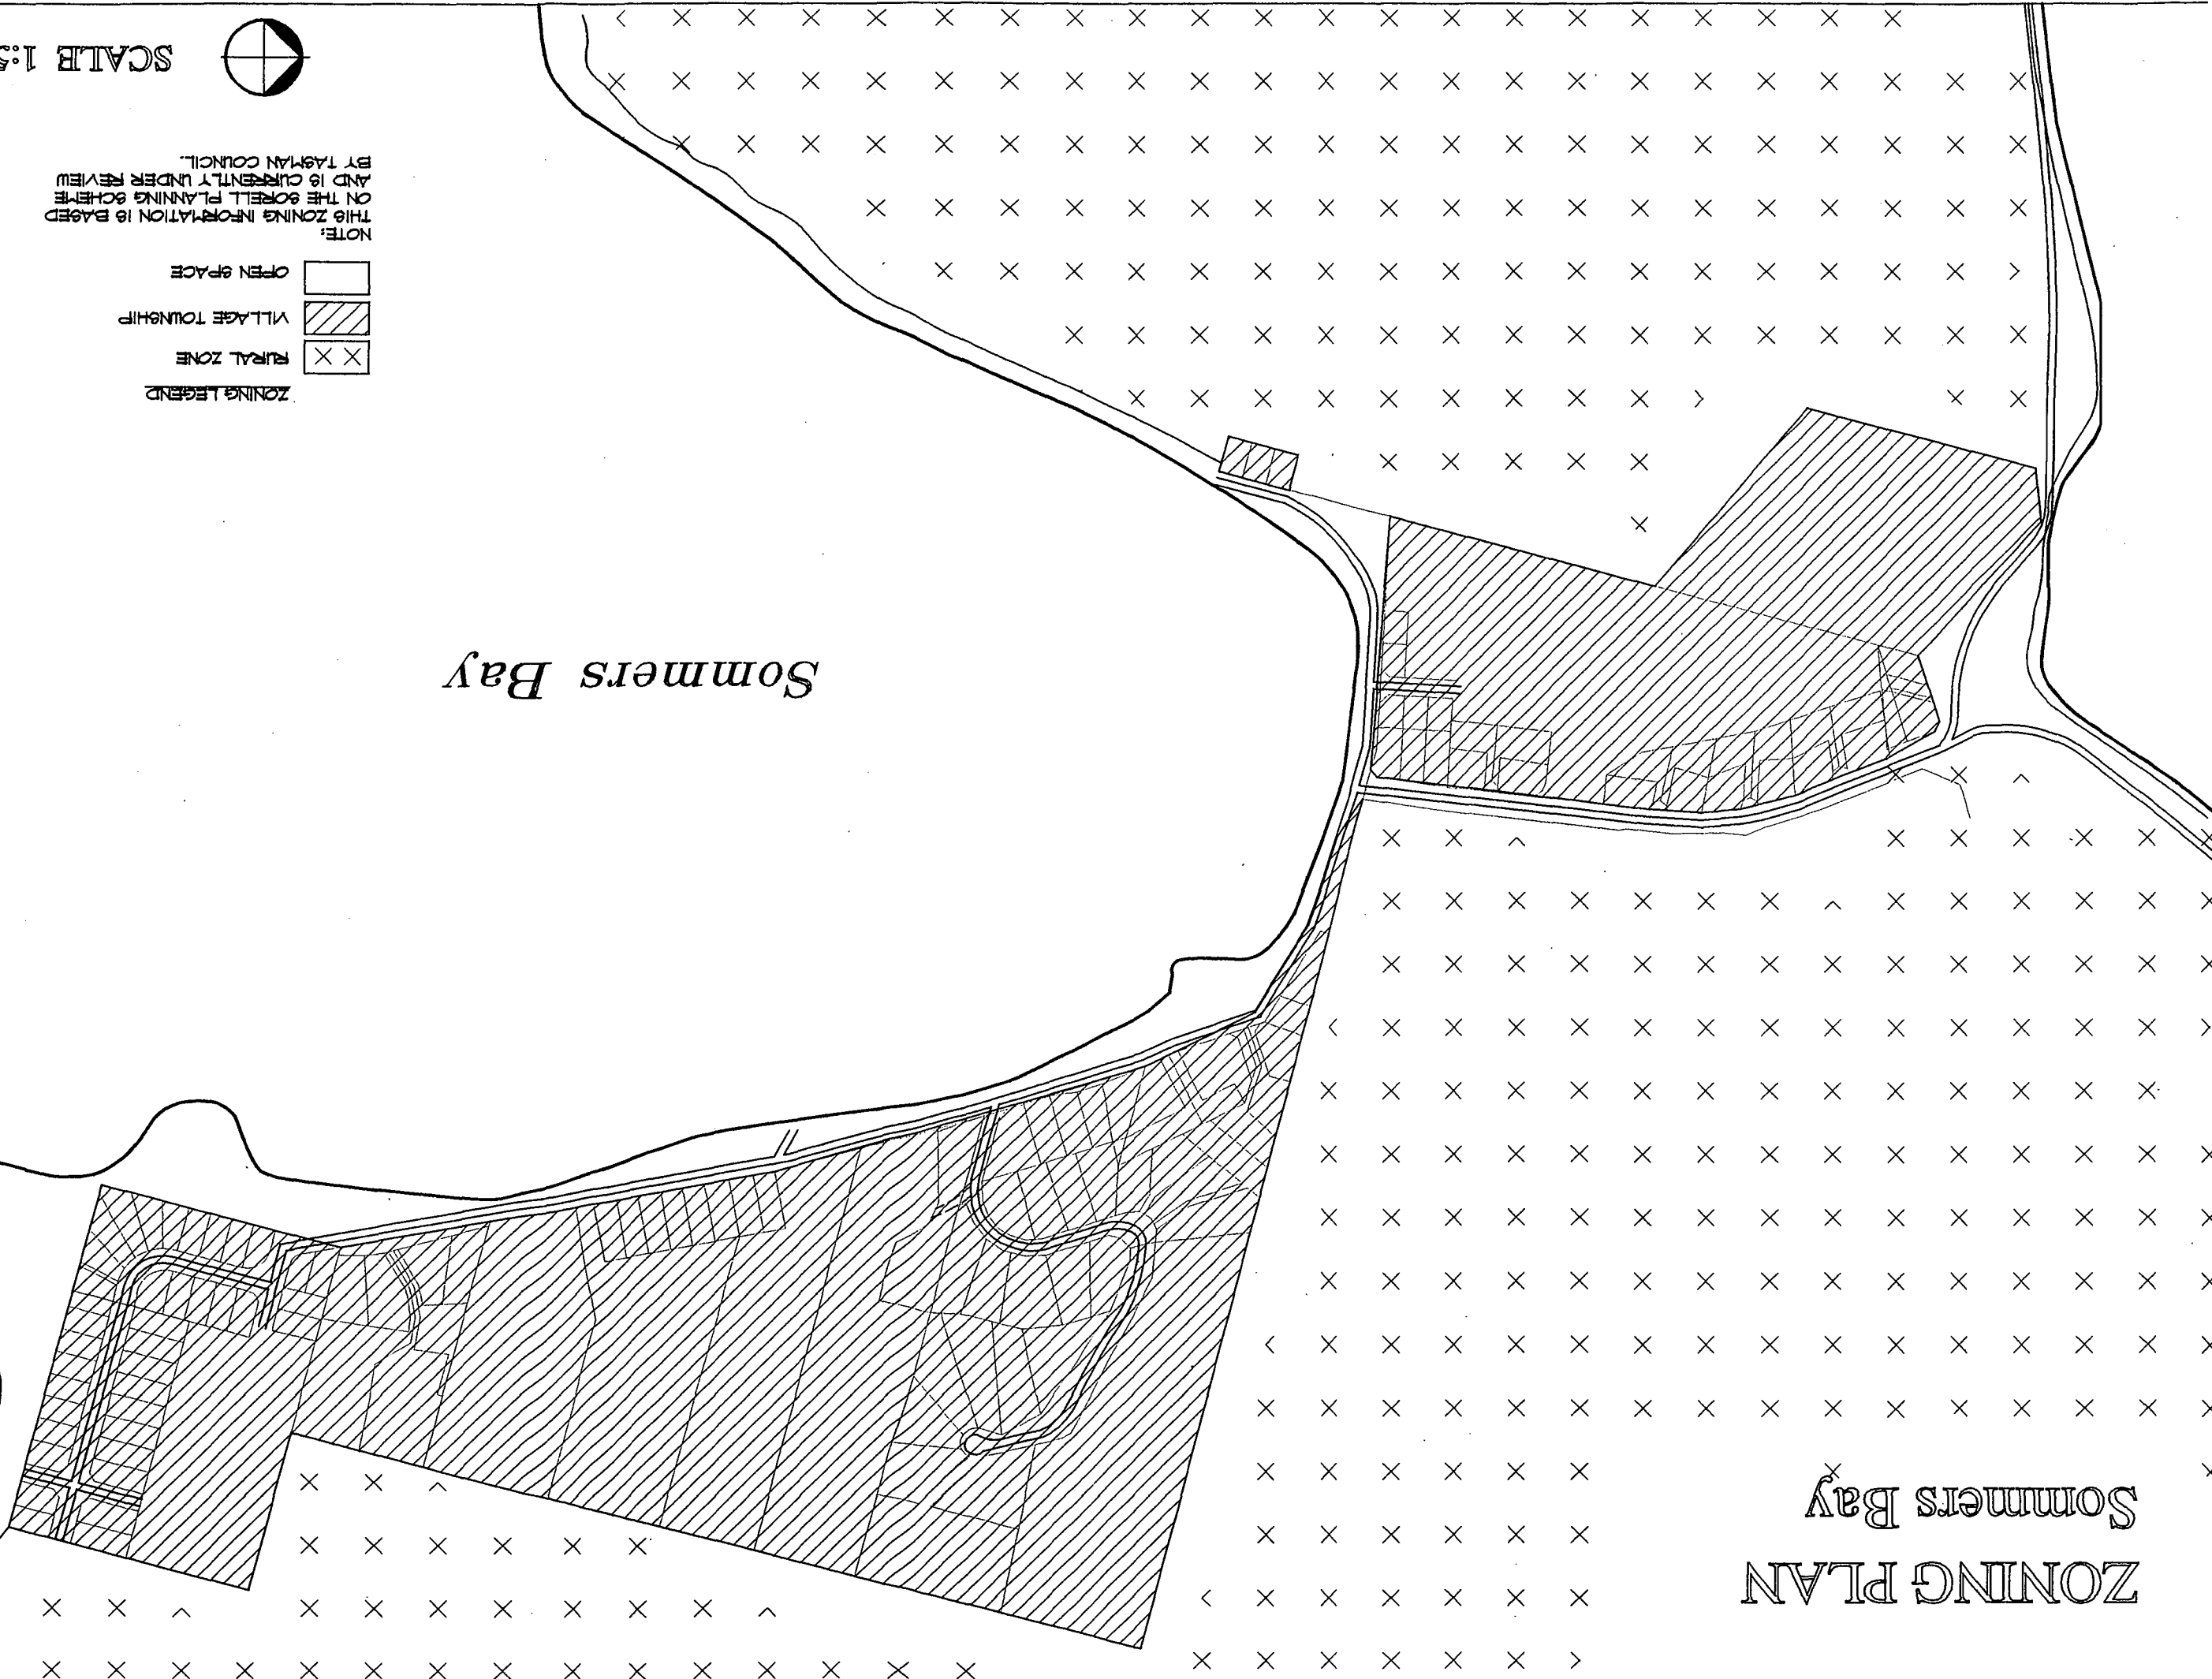 ZONING PLAN
Sommers Bay
Sommers Bay
ZONING LEGEND
RURAL ZONE
VILLAGE TOWNSHIP
OPEN SPACE
NOTE:
THIS ZONING INFORMATION IS BASED
ON THE SORELL PLANNING SCHEME
AND IS CURRENTLY UNDER REVIEW
BY TASMAN COUNCIL.
SCALE